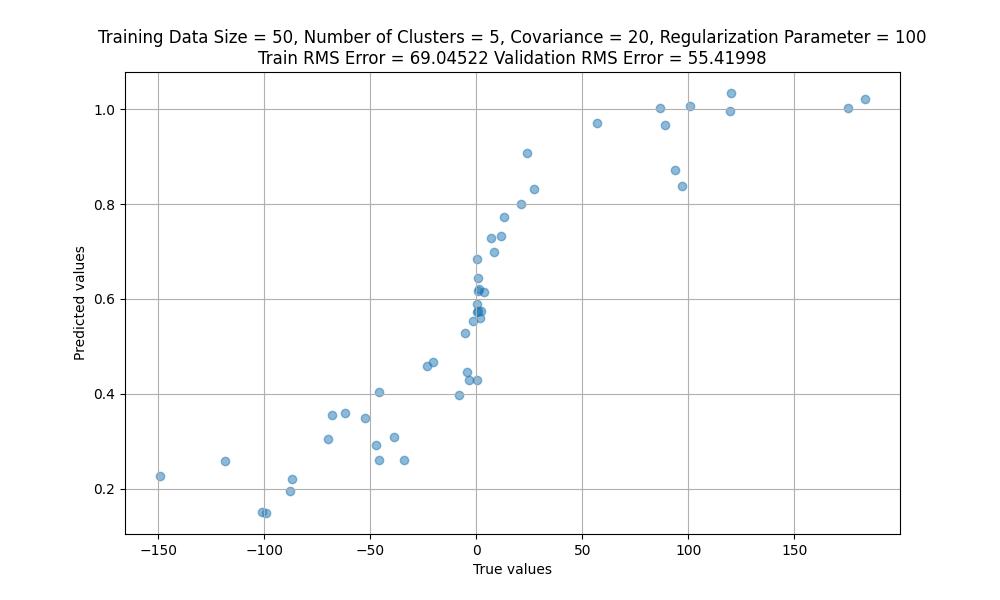 Training Data Size = 50, Number of Clusters = 5, Covariance = 20, Regularization Parameter = 100
Train RMS Error = 69.04522 Validation RMS Error = 55.41998
1.0
0.8
0.6
0.4
0.2
Predicted values
−150 −100 −50 0 50 100 150
True values